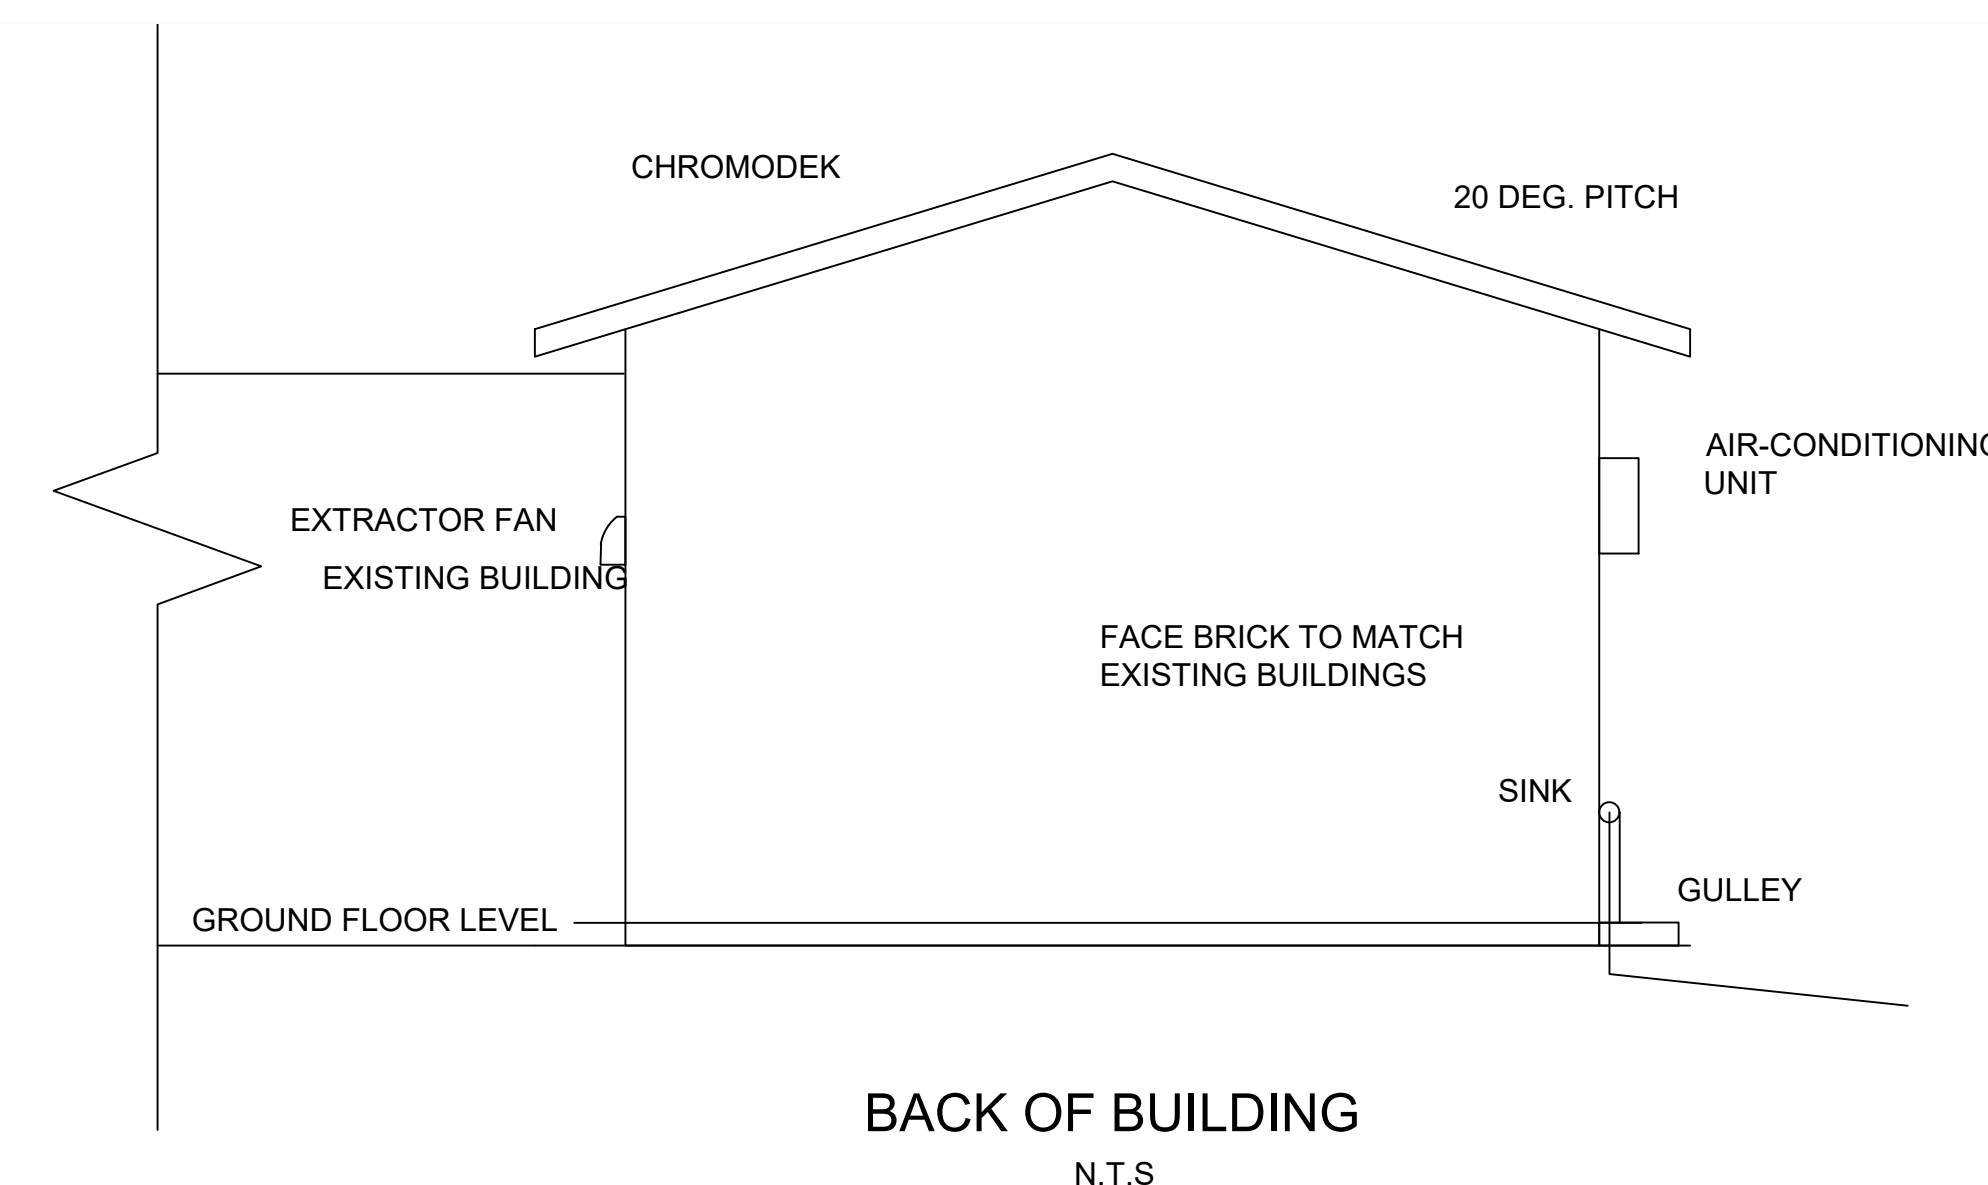 CHROMODEK
20 DEG. PITCH
AIR-CONDITIONING
UNIT
EXTRACTOR FAN
EXISTING BUILDING
FACE BRICK TO MATCH
EXISTING BUILDINGS
SINK
GULLEY
GROUND FLOOR LEVEL
BACK OF BUILDING
N.T.S